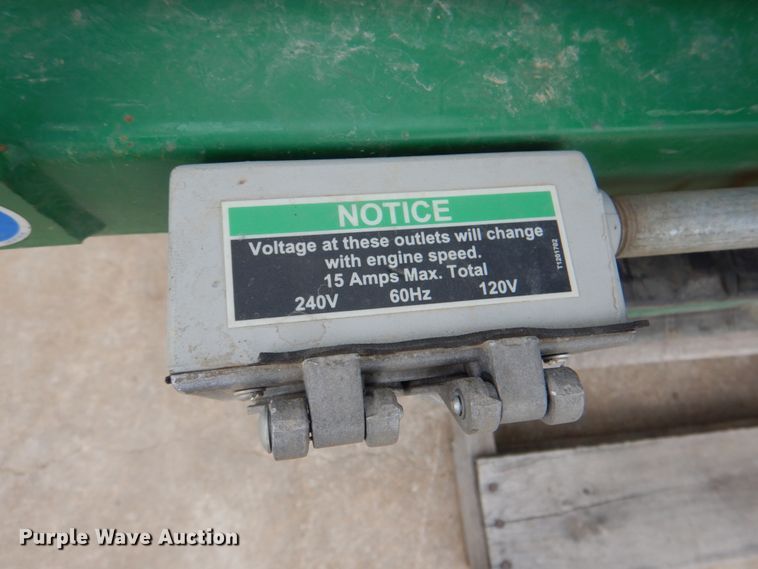 NOTICE
Voltage at these outlets will change
with engine speed.
15 Amps Max. Total
240V 60Hz 120V
T1201702
Purple Wave Auction